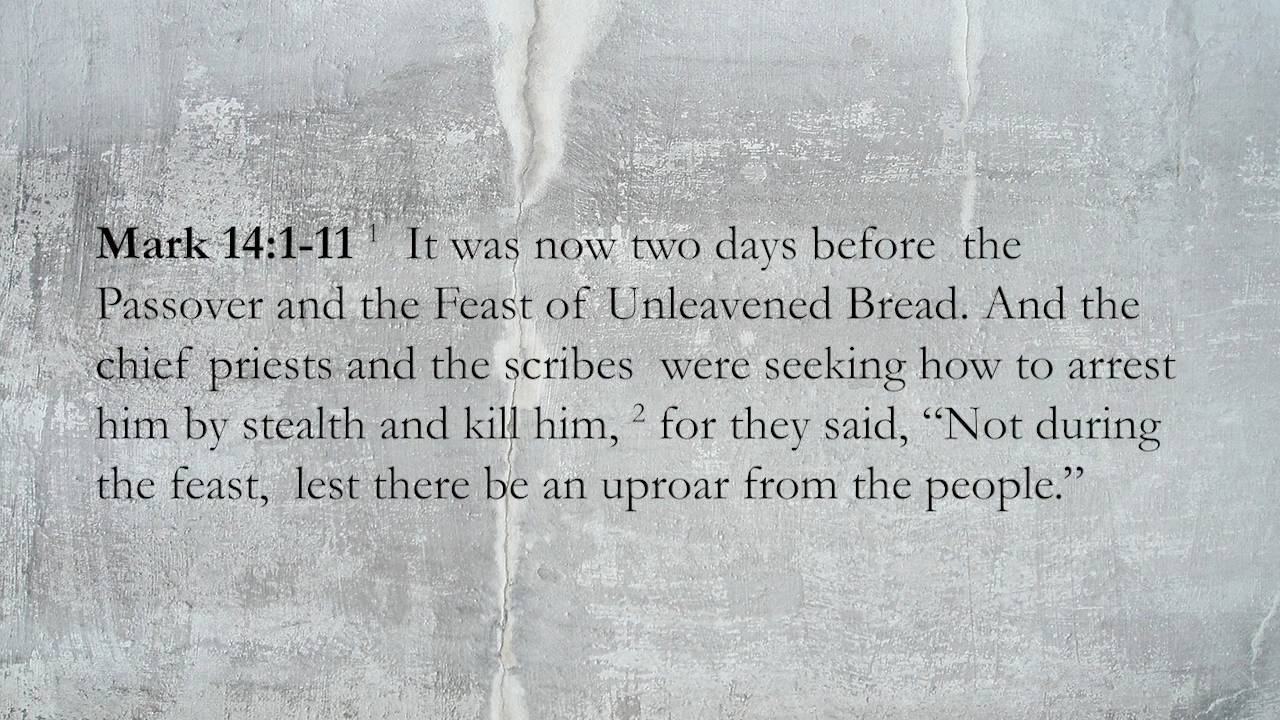 Mark 14:1-11 1 It was now two days before the
Passover and the Feast of Unleavened Bread. And the
chief priests and the scribes were seeking how to arrest
him by stealth and kill him, 2 for they said, “Not during
the feast, lest there be an uproar from the people.”